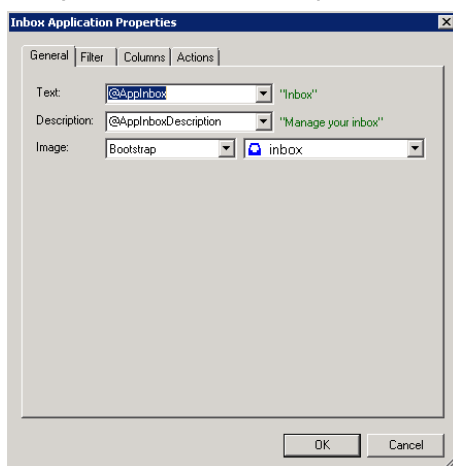 Inbox Application Properties
General Filter Columns Actions
Text: @AppInbox "Inbox"
Description: @AppInboxDescription "Manage your inbox"
Image: Bootstrap inbox
OK Cancel